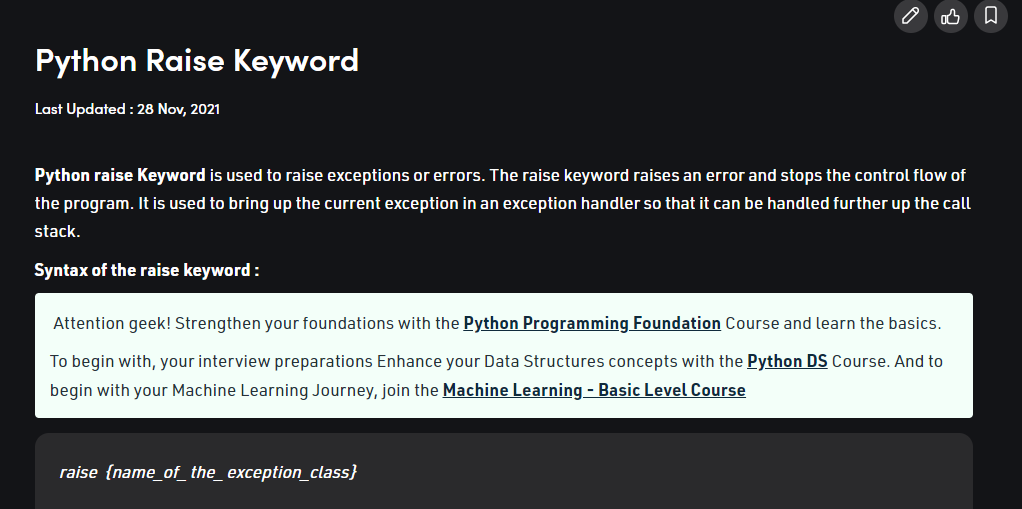 Python Raise Keyword
Last Updated : 28 Nov, 2021
Python raise Keyword is used to raise exceptions or errors. The raise keyword raises an error and stops the control flow of
the program. It is used to bring up the current exception in an exception handler so that it can be handled further up the call
stack.
Syntax of the raise keyword :
Attention geek! Strengthen your foundations with the Python Programming Foundation Course and learn the basics.
To begin with, your interview preparations Enhance your Data Structures concepts with the Python DS Course. And to
begin with your Machine Learning Journey, join the Machine Learning - Basic Level Course
raise {name_of_ the_ exception_class}